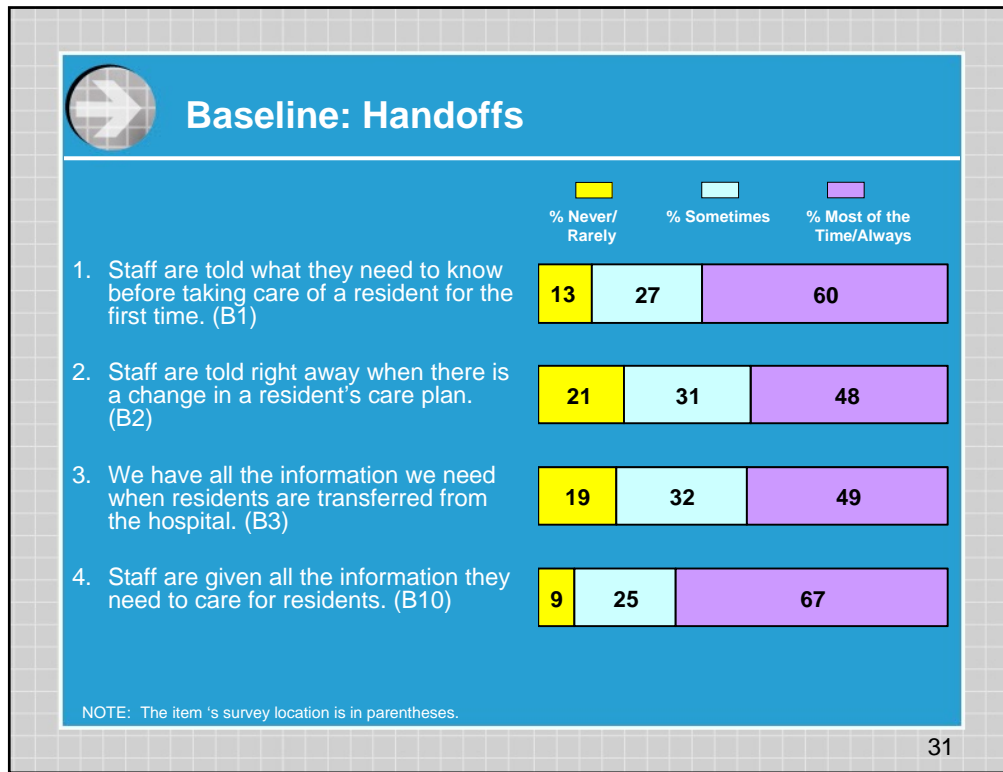 Baseline: Handoffs
% Never/
Rarely
% Sometimes
% Most of the
Time/Always
1. Staff are told what they need to know
before taking care of a resident for the
first time. (B1)
13 27 60
2. Staff are told right away when there is
a change in a resident's care plan.
(B2)
21 31 48
3. We have all the information we need
when residents are transferred from
the hospital. (B3)
19 32 49
4. Staff are given all the information they
need to care for residents. (B10)
9 25 67
NOTE: The item 's survey location is in parentheses.
31